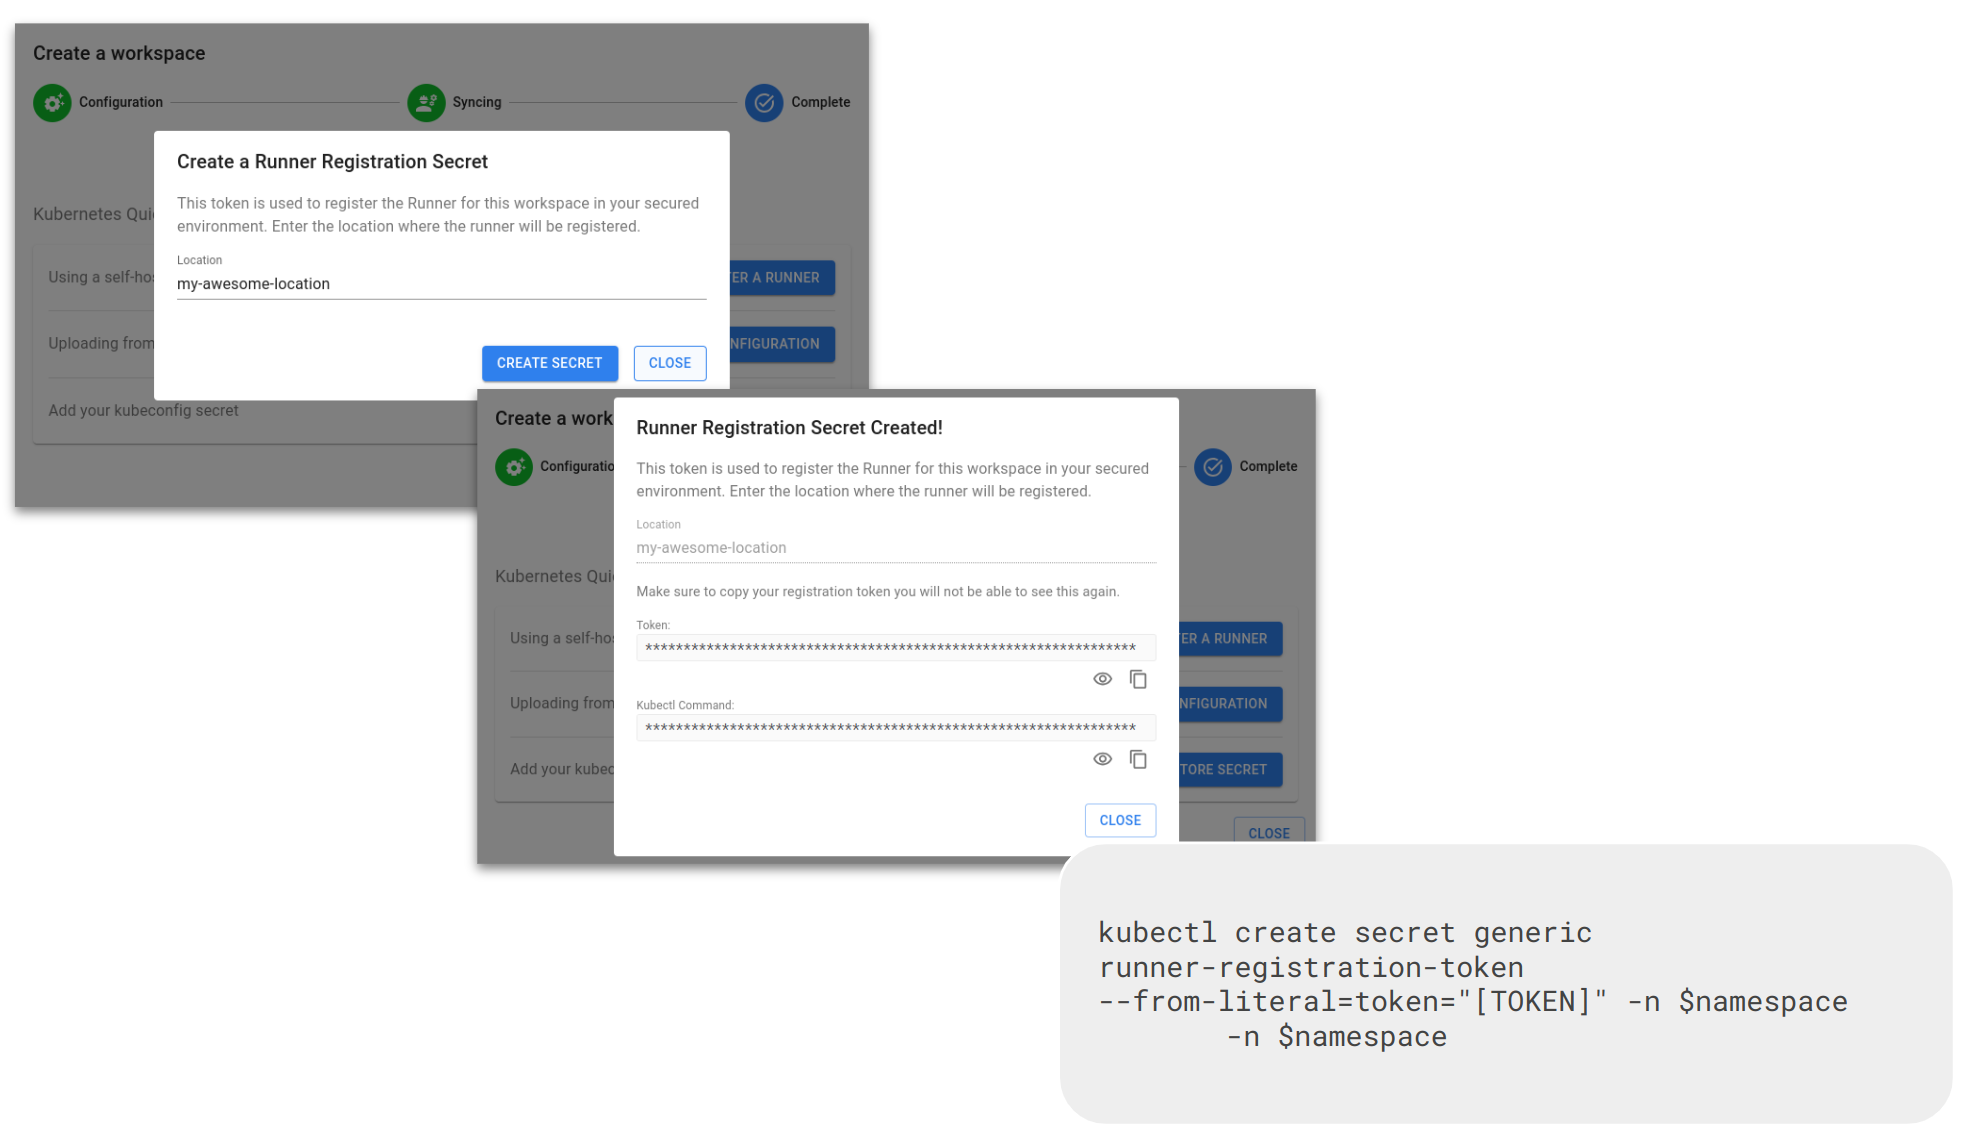 Create a workspace
Configuration
Syncing
Complete
Create a Runner Registration Secret
This token is used to register the Runner for this workspace in your secured
environment. Enter the location where the runner will be registered.
Location
my-awesome-location
CREATE SECRET
CLOSE
Kubernetes Qui
Using a self-hos
ER A RUNNER
Uploading from
NFIGURATION
Add your kubeconfig secret
Create a work
Configuratio
Complete
Runner Registration Secret Created!
This token is used to register the Runner for this workspace in your secured
environment. Enter the location where the runner will be registered.
Location
my-awesome-location
Make sure to copy your registration token you will not be able to see this again.
Token:
****************************************************************
Kubectl Command:
****************************************************************
CLOSE
Kubernetes Qui
Using a self-hos
ER A RUNNER
Uploading from
NFIGURATION
Add your kubec
TORE SECRET
CLOSE
kubectl create secret generic
runner-registration-token
--from-literal=token="[TOKEN]" -n $namespace
-n $namespace